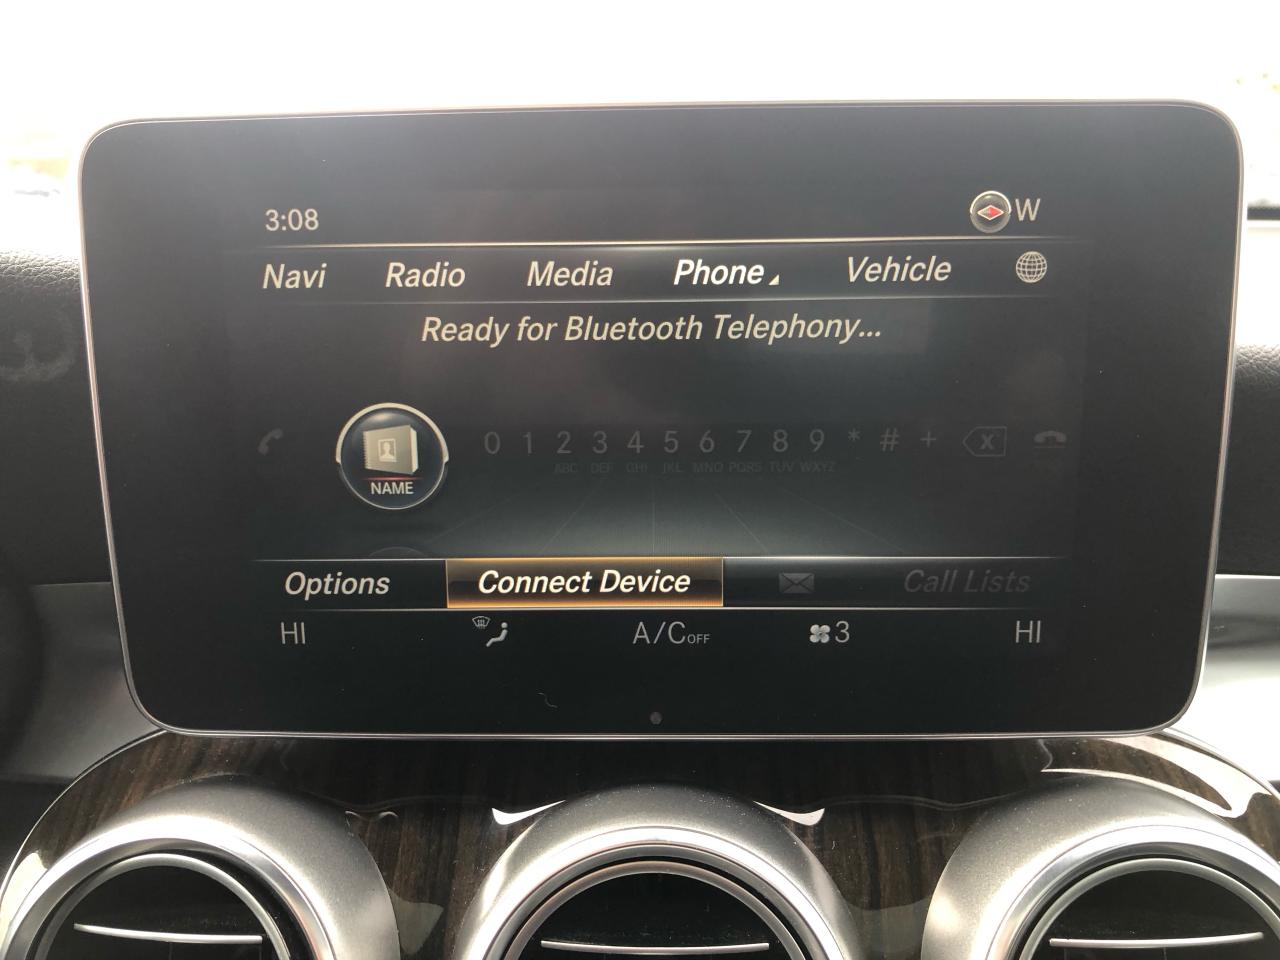 3:08 W
Navi Radio Media Phone Vehicle
Ready for Bluetooth Telephony...
NAME 0 1 2 3 4 5 6 7 8 9 * # + X
ABC DEF GHI JKL MNO PQRS TUV WXYZ
Options Connect Device Call Lists
HI A/C OFF 3 HI